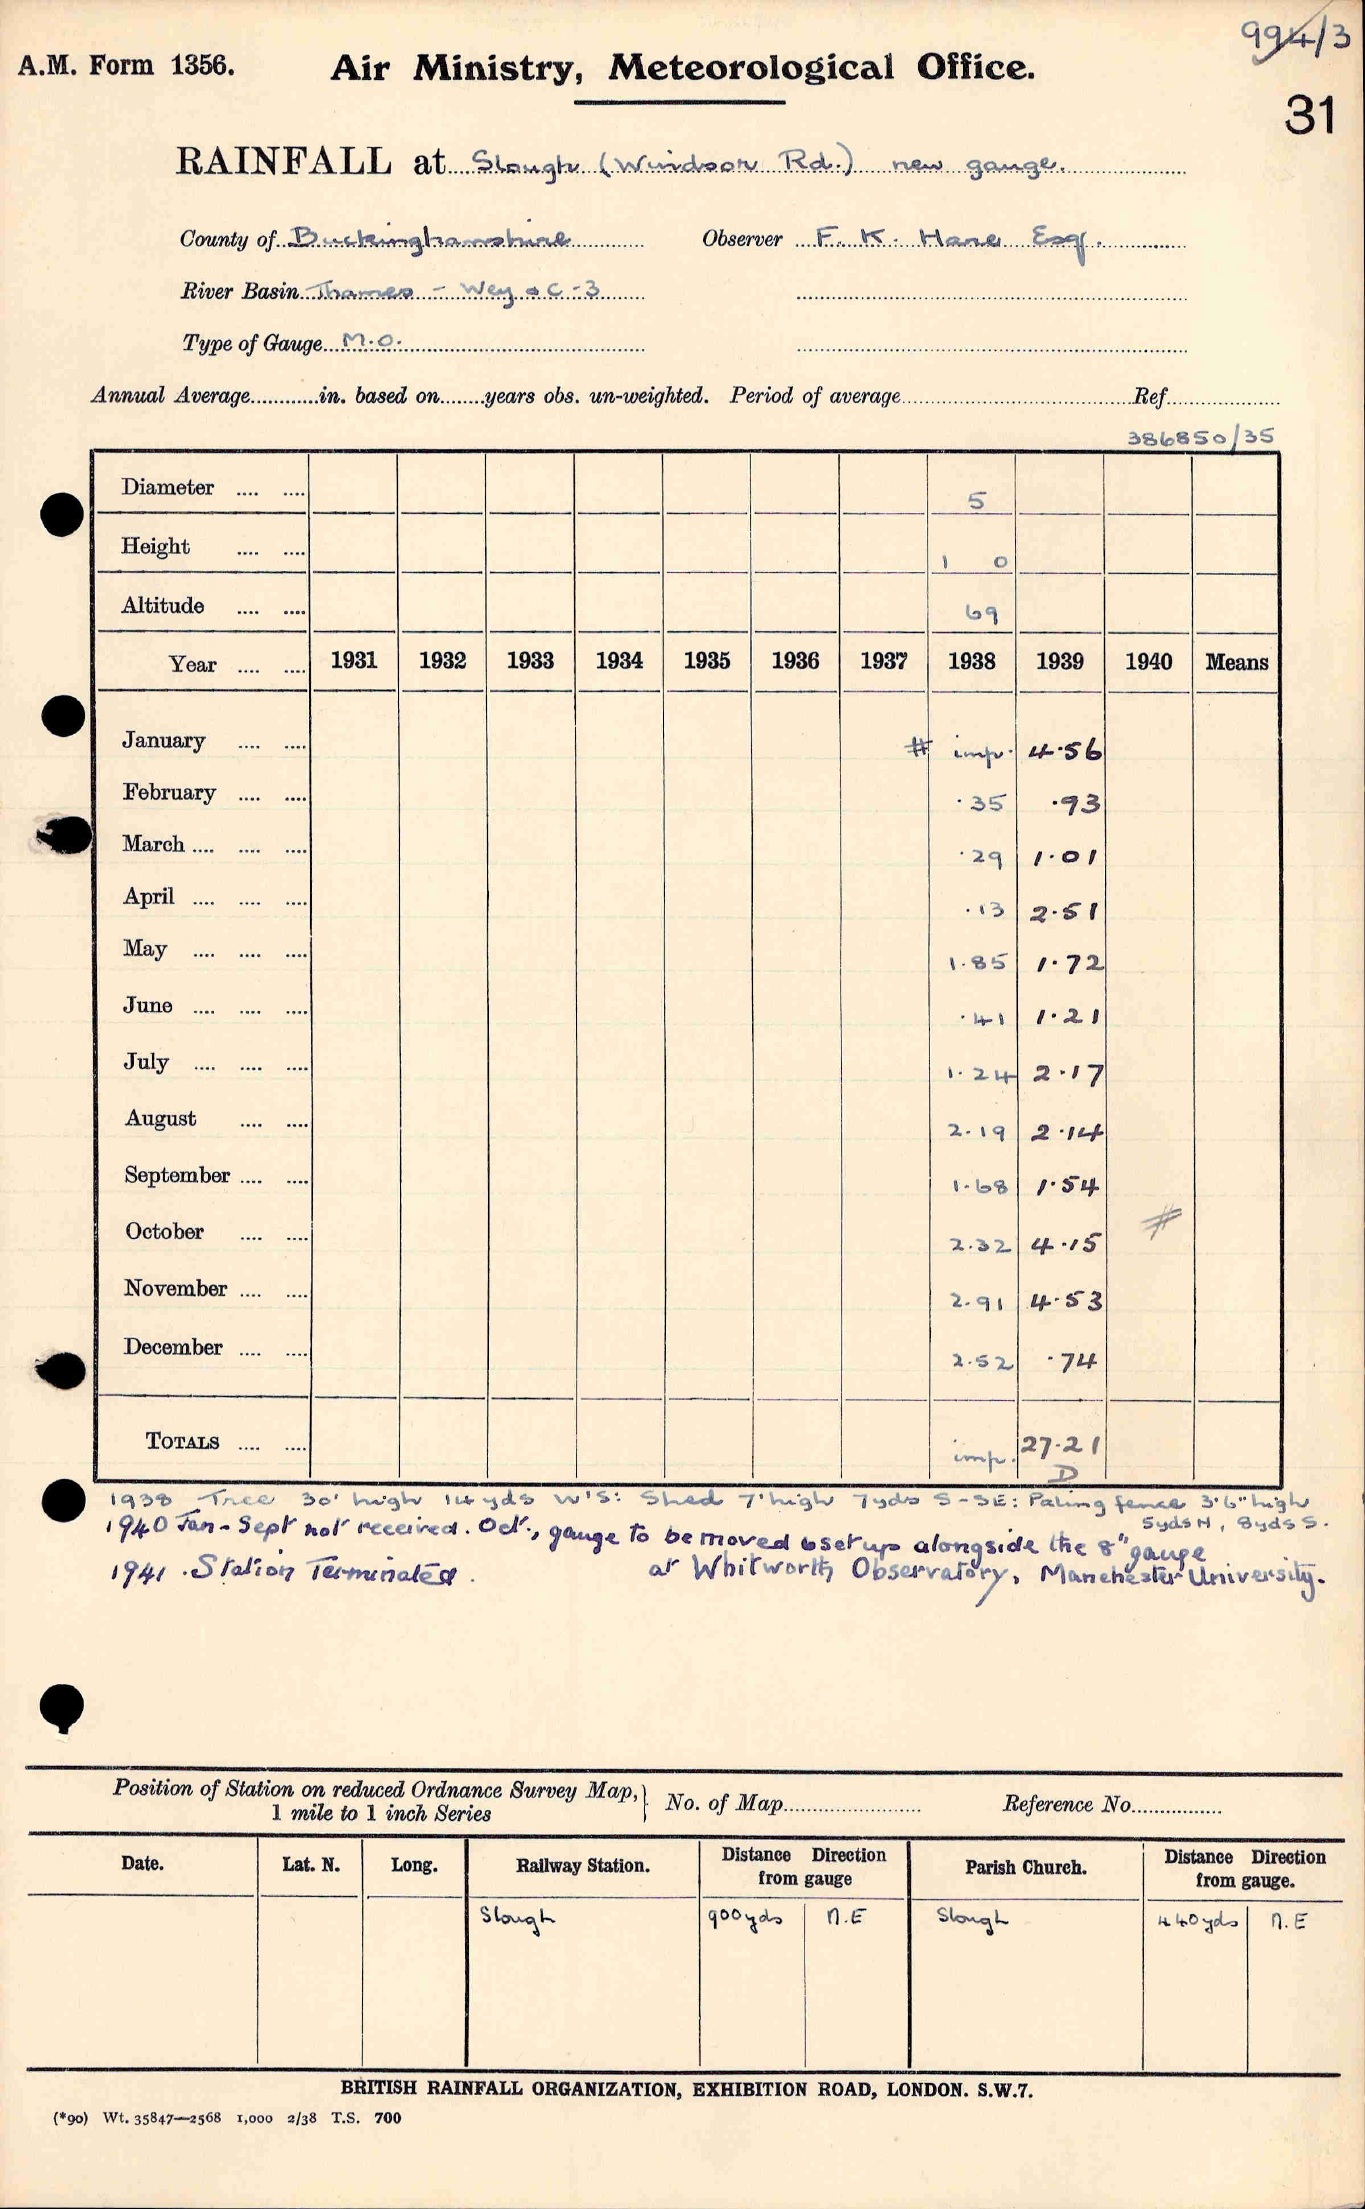 994/3
A.M. Form 1356. Air Ministry, Meteorological Office.
31
RAINFALL at Slough (Windsor Rd.) new gauge.
County of Buckinghamshire Observer F. K. Hare Esq.
River Basin Thames - Wey & C-3
Type of Gauge M.O.
Annual Average............in. based on........years obs. un-weighted. Period of average........................Ref................
386850/35
Diameter .... .... 5
Height .... .... 1 0
Altitude .... .... 69
Year .... .... 1931 1932 1933 1934 1935 1936 1937 1938 1939 1940 Means
January .... .... # imp. 4.56
February .... .... .35 .93
March .... .... .... .29 1.01
April .... .... .... .13 2.51
May .... .... .... 1.85 1.72
June .... .... .... .41 1.21
July .... .... .... 1.24 2.17
August .... .... 2.19 2.14
September .... .... 1.68 1.54
October .... .... 2.32 4.15 #
November .... .... 2.91 4.53
December .... .... 2.52 .74
TOTALS .... .... imp. 27.21
D
1938 Tree 30' high 14 yds W'S: Shed 7' high 7yds S-SE: Paling fence 3'6" high
5yds N, 8yds S.
1940 Jan-Sept not received. Oct., gauge to be moved & set up alongside the 8" gauge
1941. Station Terminated. at Whitworth Observatory, Manchester University.
Position of Station on reduced Ordnance Survey Map,
1 mile to 1 inch Series } No. of Map........................ Reference No................
Date. Lat. N. Long. Railway Station. Distance Direction from gauge Parish Church. Distance Direction from gauge.
Slough 900yds N.E Slough 440yds N.E
BRITISH RAINFALL ORGANIZATION, EXHIBITION ROAD, LONDON. S.W.7.
(*90) Wt. 35847—2568 1,000 2/38 T.S. 700